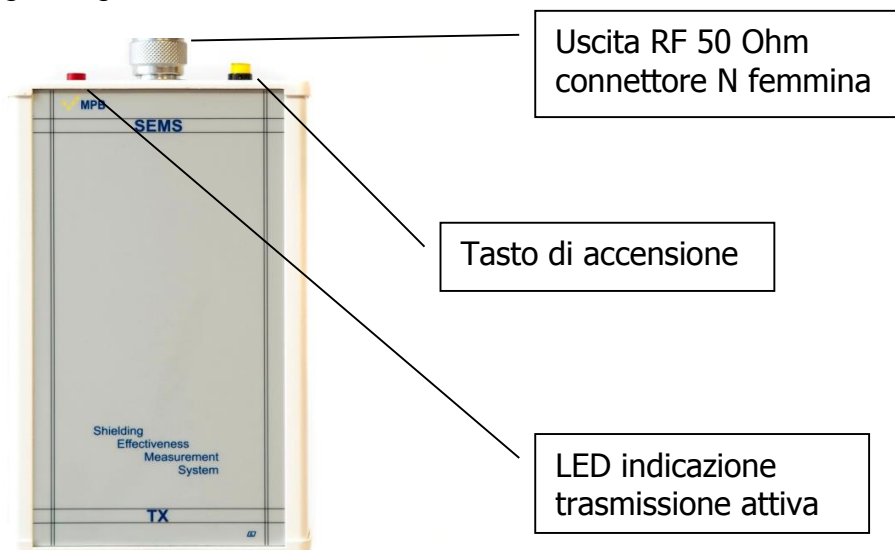 Uscita RF 50 Ohm
connettore N femmina
MPB
SEMS
Tasto di accensione
Shielding
Effectiveness
Measurement
System
LED indicazione
trasmissione attiva
TX